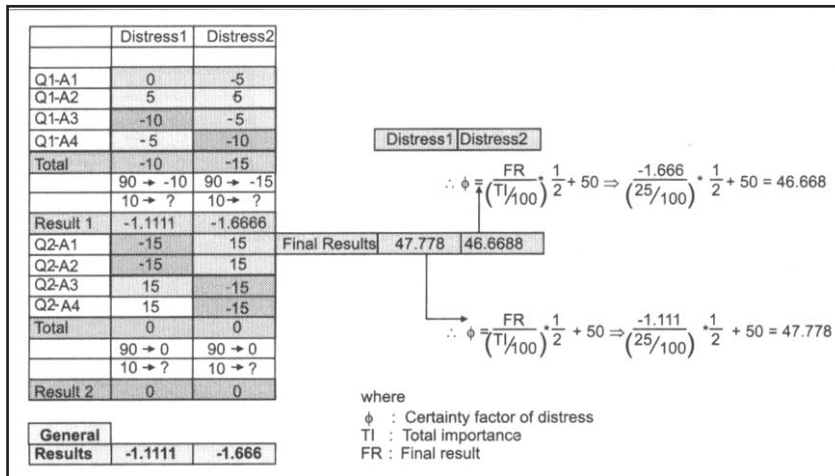 Distress1 Distress2
Q1-A1 0 -5
Q1-A2 5 5
Q1-A3 -10 -5
Q1-A4 -5 -10
Total -10 -15
90 → -10 90 → -15
10 → ? 10 → ?
Result 1 -1.1111 -1.6666
Q2-A1 -15 15
Q2-A2 -15 15
Q2-A3 15 -15
Q2-A4 15 -15
Total 0 0
90 → 0 90 → 0
10 → ? 10 → ?
Result 2 0 0
General
Results -1.1111 -1.666
Distress1 Distress2
Final Results 47.778 46.6688
∴ ϕ = FR/(TI/100) * 1/2 + 50 ⇒ -1.666/(25/100) * 1/2 + 50 = 46.668
∴ ϕ = FR/(TI/100) * 1/2 + 50 ⇒ -1.111/(25/100) * 1/2 + 50 = 47.778
where
ϕ : Certainty factor of distress
TI : Total importance
FR : Final result